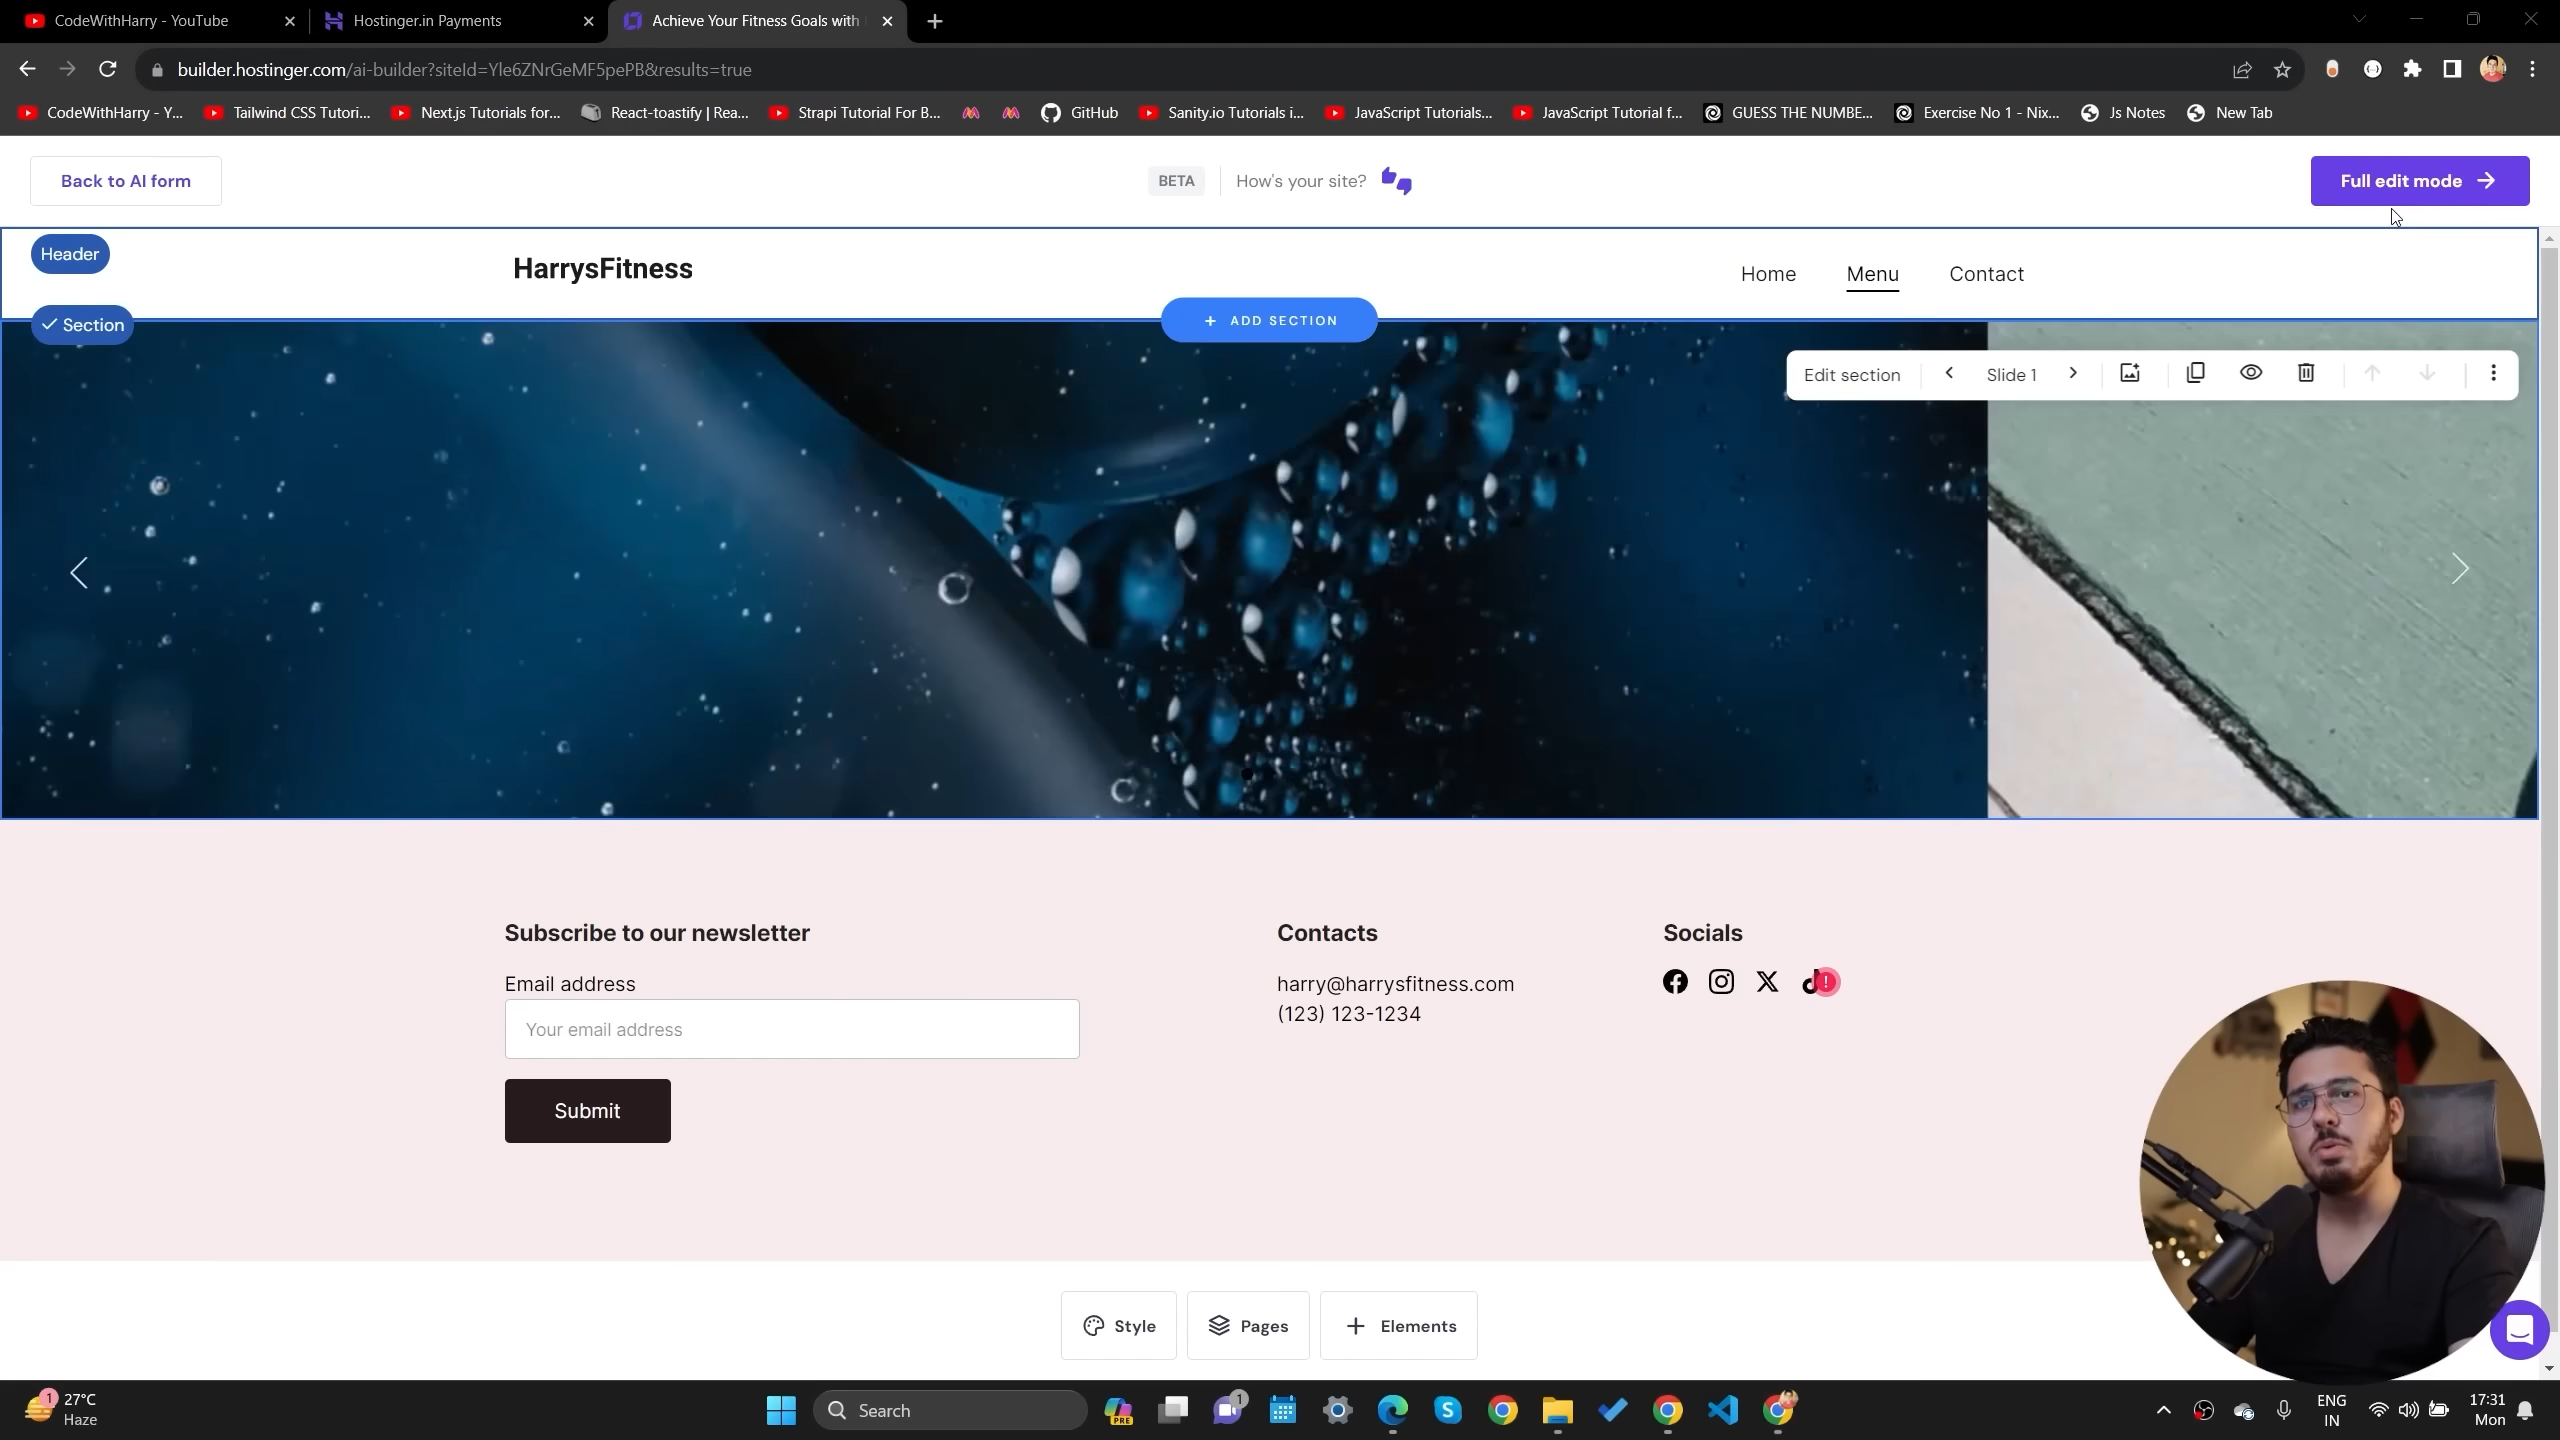 CodeWithHarry - YouTube
Hostinger.in Payments
Achieve Your Fitness Goals with
builder.hostinger.com/ai-builder?siteId=Yle6ZNrGeMF5pePB&results=true
CodeWithHarry - Y...
Tailwind CSS Tutori...
Next.js Tutorials for...
React-toastify | Rea...
Strapi Tutorial For B...
GitHub
Sanity.io Tutorials i...
JavaScript Tutorials...
JavaScript Tutorial f...
GUESS THE NUMBE...
Exercise No 1 - Nix...
Js Notes
New Tab
Back to AI form
BETA
How's your site?
Full edit mode
Header
HarrysFitness
Home
Menu
Contact
Section
+ ADD SECTION
Edit section
Slide 1
Subscribe to our newsletter
Email address
Your email address
Submit
Contacts
harry@harrysfitness.com
(123) 123-1234
Socials
Style
Pages
Elements
1
27°C
Haze
Search
PRE
1
ENG
IN
17:31
Mon